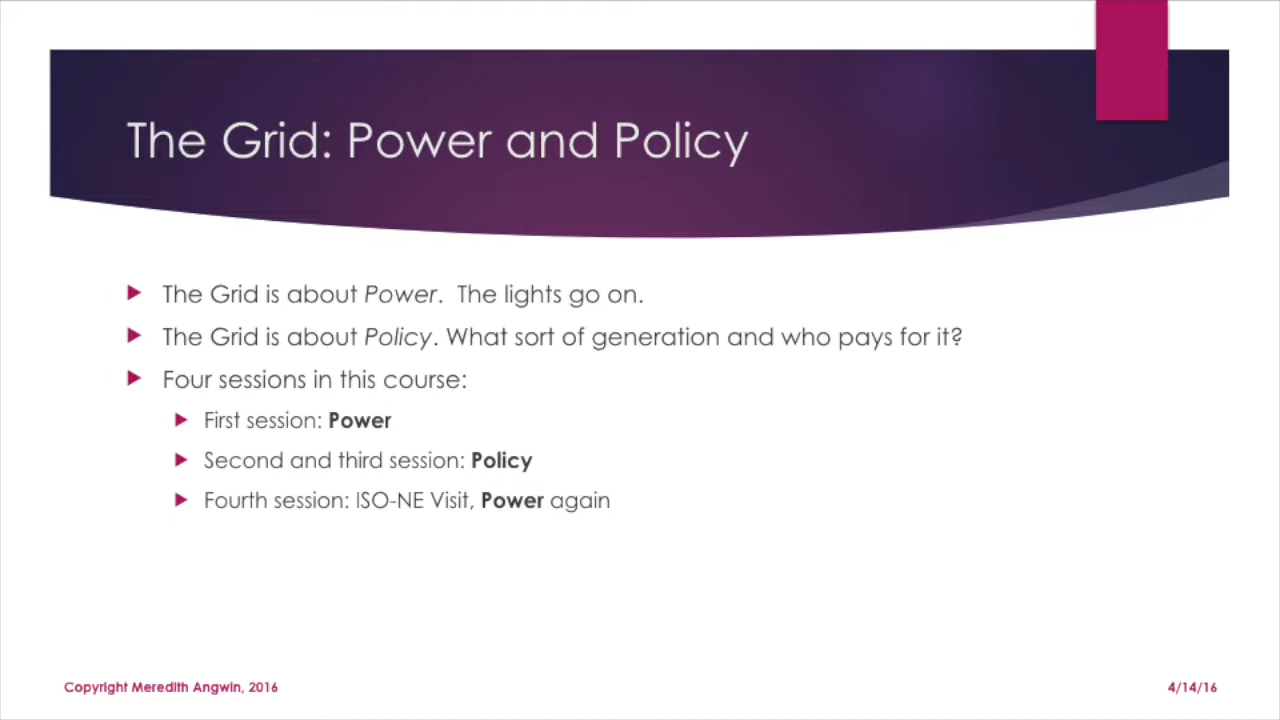 The Grid: Power and Policy
The Grid is about Power.  The lights go on.
The Grid is about Policy. What sort of generation and who pays for it?
Four sessions in this course:
First session: Power
Second and third session: Policy
Fourth session: ISO-NE Visit, Power again
Copyright Meredith Angwin, 2016
4/14/16